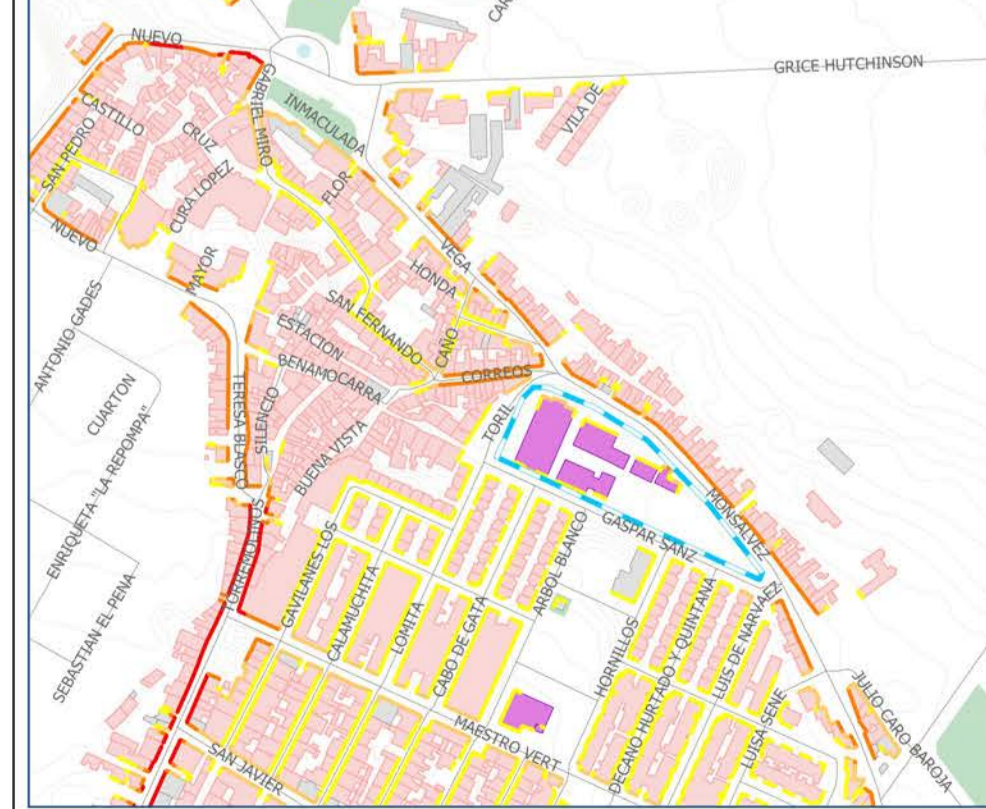 CAR
NUEVO
GRICE HUTCHINSON
GABRIEL MIRO
INMACULADA
VILA DE
CASTILLO
CRUZ
SAN PEDRO
CURA LOPEZ
FLOR
NUEVO
MAYOR
VEGA
HONDA
SAN FERNANDO
ANTONIO GADES
ESTACION
CAÑO
BENAMOCARRA
CORREOS
CUARTON
TERESA BLASCO
SILENCIO
TORIL
BUENA VISTA
ENRIQUETA "LA REPOMPA"
MONSALVEZ
GASPAR SANZ
TORREMOLINOS
GAVILANES LOS
ARBOL BLANCO
CALAMUCHITA
LOMITA
CABO DE GATA
SEBASTIAN EL PENA
HORNILLOS
DECANO HURTADO Y QUINTANA
LUIS DE NARVAEZ
LUISA SENE
JULIO CARO BAROJA
MAESTRO VERT
SAN JAVIER